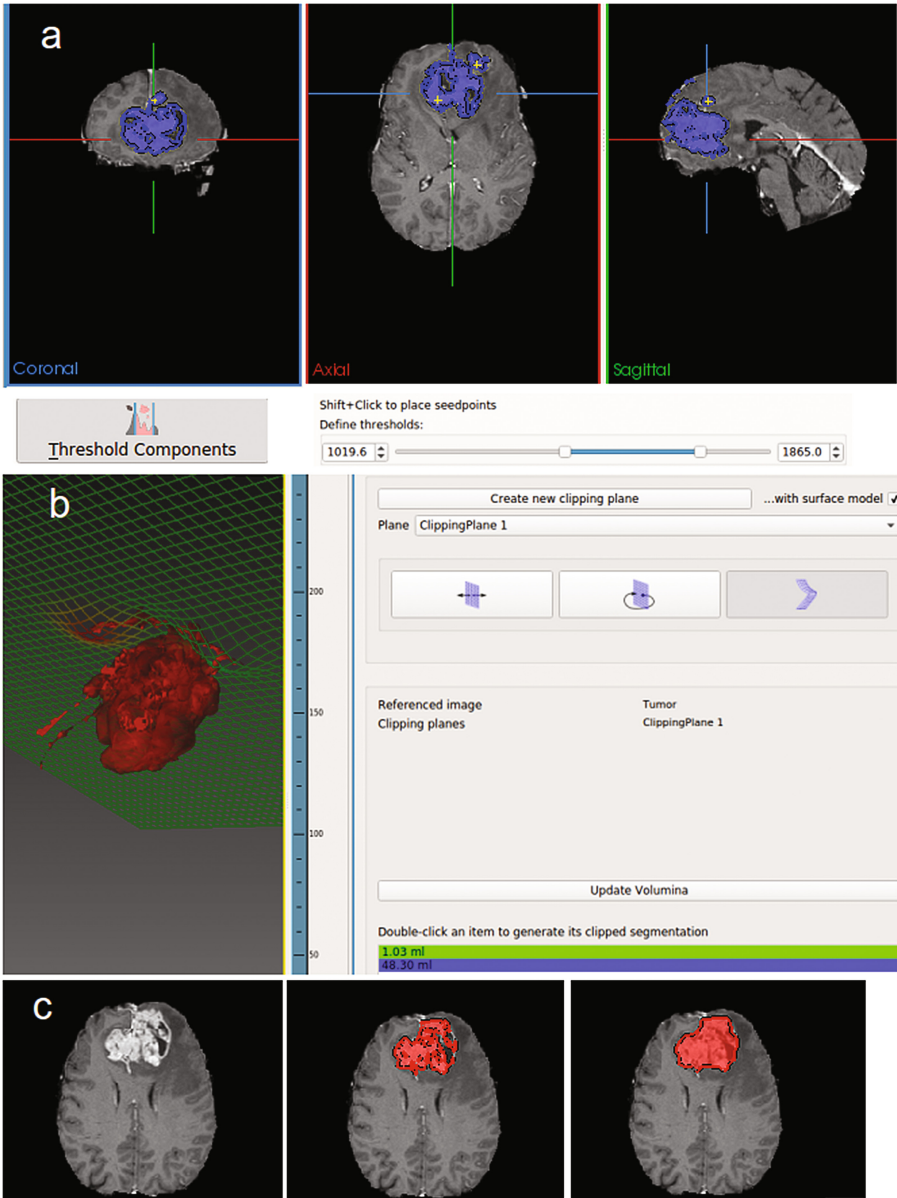 a
Coronal
Axial
Sagittal
Threshold Components
Shift+Click to place seedpoints
Define thresholds:
1019.6
1865.0
b
200
150
100
50
Create new clipping plane
...with surface model
Plane
ClippingPlane 1
Referenced image
Tumor
Clipping planes
ClippingPlane 1
Update Volumina
Double-click an item to generate its clipped segmentation
1.03 ml
48.30 ml
c